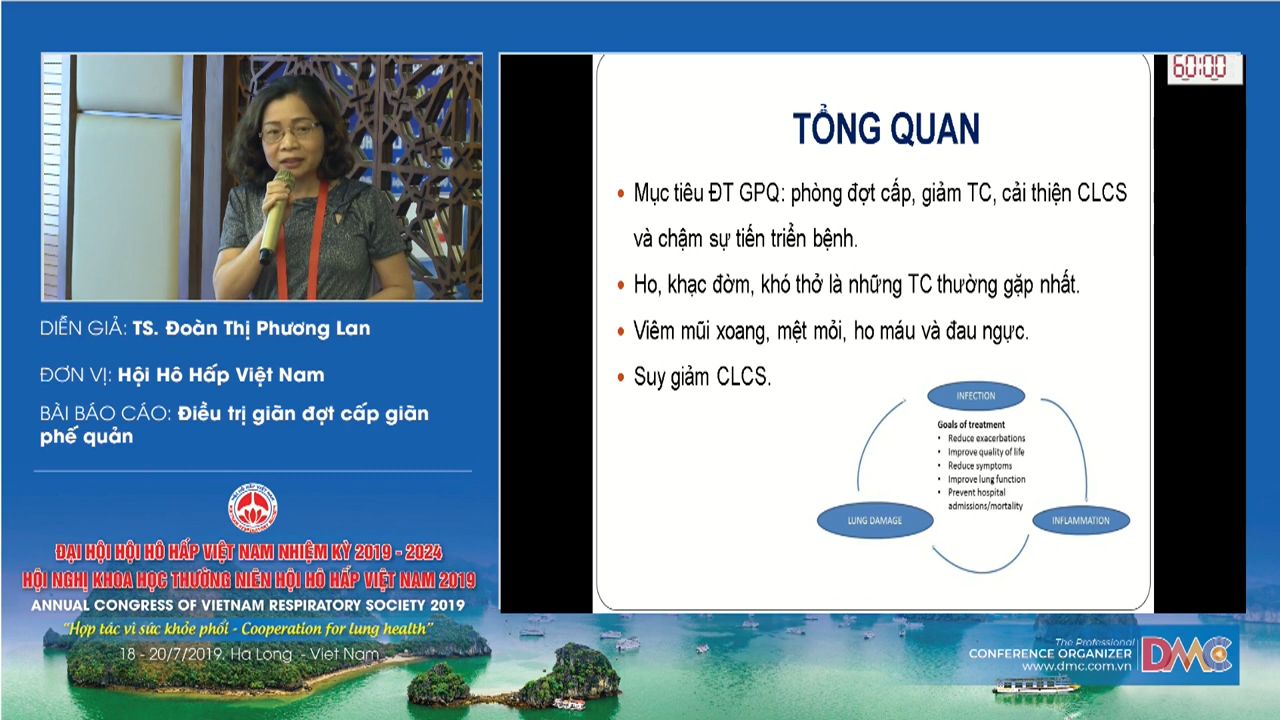 DIỄN GIẢ: TS. Đoàn Thị Phương Lan
ĐƠN VỊ: Hội Hô Hấp Việt Nam
BÀI BÁO CÁO: Điều trị giãn đợt cấp giãn
phế quản
ĐẠI HỘI HỘI HÔ HẤP VIỆT NAM NHIỆM KỲ 2019 - 2024
HỘI NGHỊ KHOA HỌC THƯỜNG NIÊN HỘI HÔ HẤP VIỆT NAM 2019
ANNUAL CONGRESS OF VIETNAM RESPIRATORY SOCIETY 2019
"Hợp tác vì sức khỏe phổi - Cooperation for lung health"
18 - 20/7/2019. Ha Long - Viet Nam
60:00
TỔNG QUAN
• Mục tiêu ĐT GPQ: phòng đợt cấp, giảm TC, cải thiện CLCS
và chậm sự tiến triển bệnh.
• Ho, khạc đờm, khó thở là những TC thường gặp nhất.
• Viêm mũi xoang, mệt mỏi, ho máu và đau ngực.
• Suy giảm CLCS.
INFECTION
Goals of treatment
• Reduce exacerbations
• Improve quality of life
• Reduce symptoms
• Improve lung function
• Prevent hospital
admissions/mortality
LUNG DAMAGE
INFLAMMATION
The Professional
CONFERENCE ORGANIZER
www.dmc.com.vn
DMC